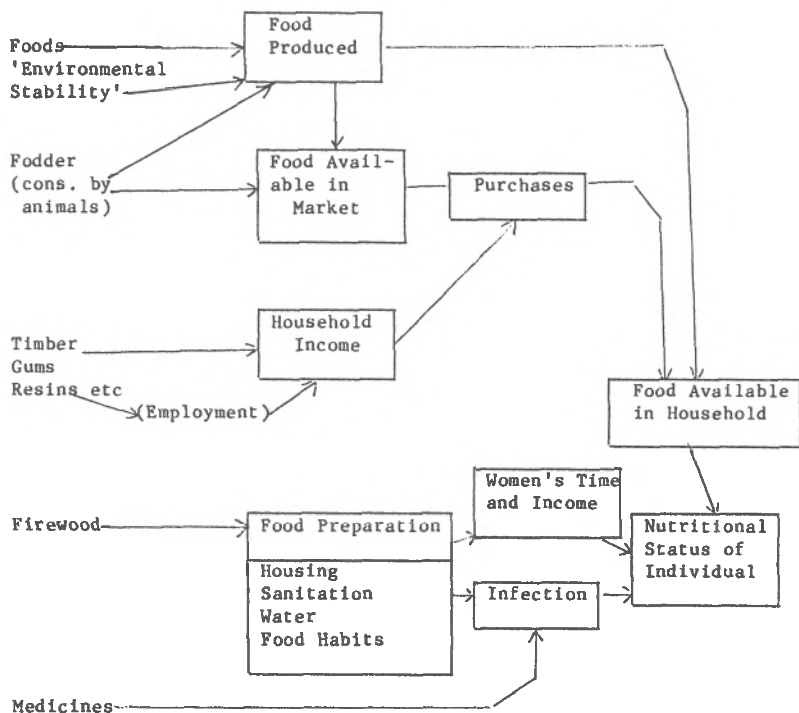 Food
Produced
Foods
'Environmental
Stability'
Fodder
(cons. by
animals)
Food Avail-
able in
Market
Purchases
Household
Income
Timber
Gums
Resins etc
(Employment)
Food Available
in Household
Women's Time
and Income
Firewood
Food Preparation
Nutritional
Status of
Individual
Housing
Sanitation
Water
Food Habits
Infection
Medicines